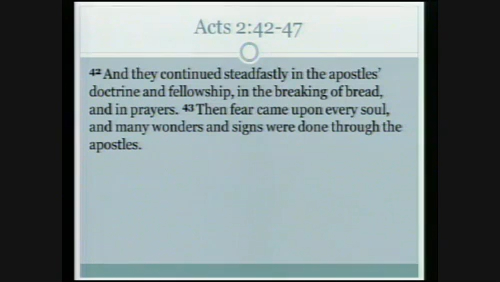 Acts 2:42-47
42 And they continued steadfastly in the apostles'
doctrine and fellowship, in the breaking of bread,
and in prayers. 43 Then fear came upon every soul,
and many wonders and signs were done through the
apostles.